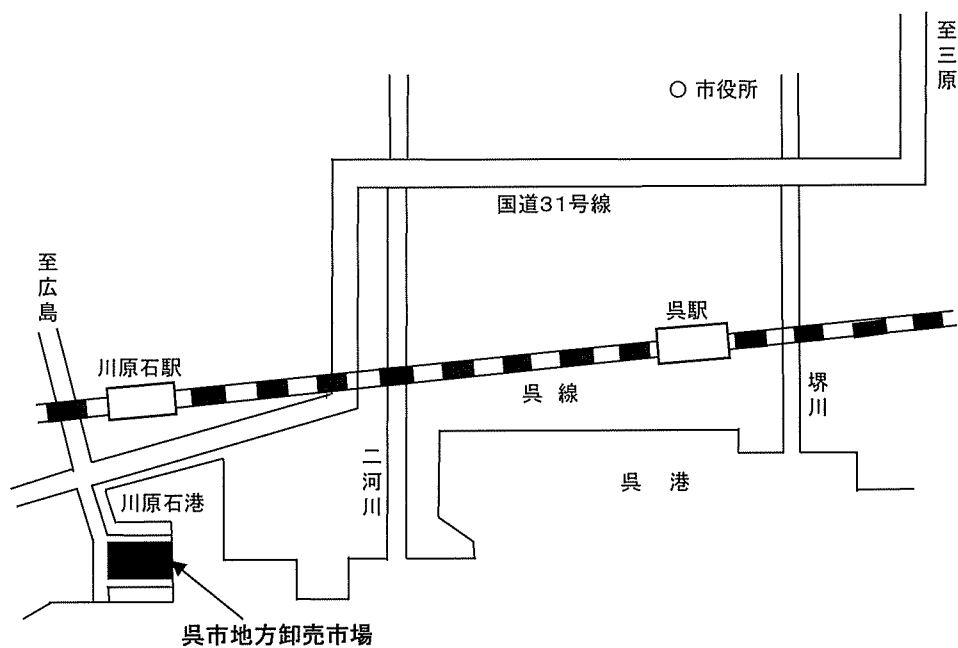 至三原
市役所
国道31号線
至広島
呉駅
川原石駅
呉線
堺川
二河川
呉港
川原石港
呉市地方卸売市場